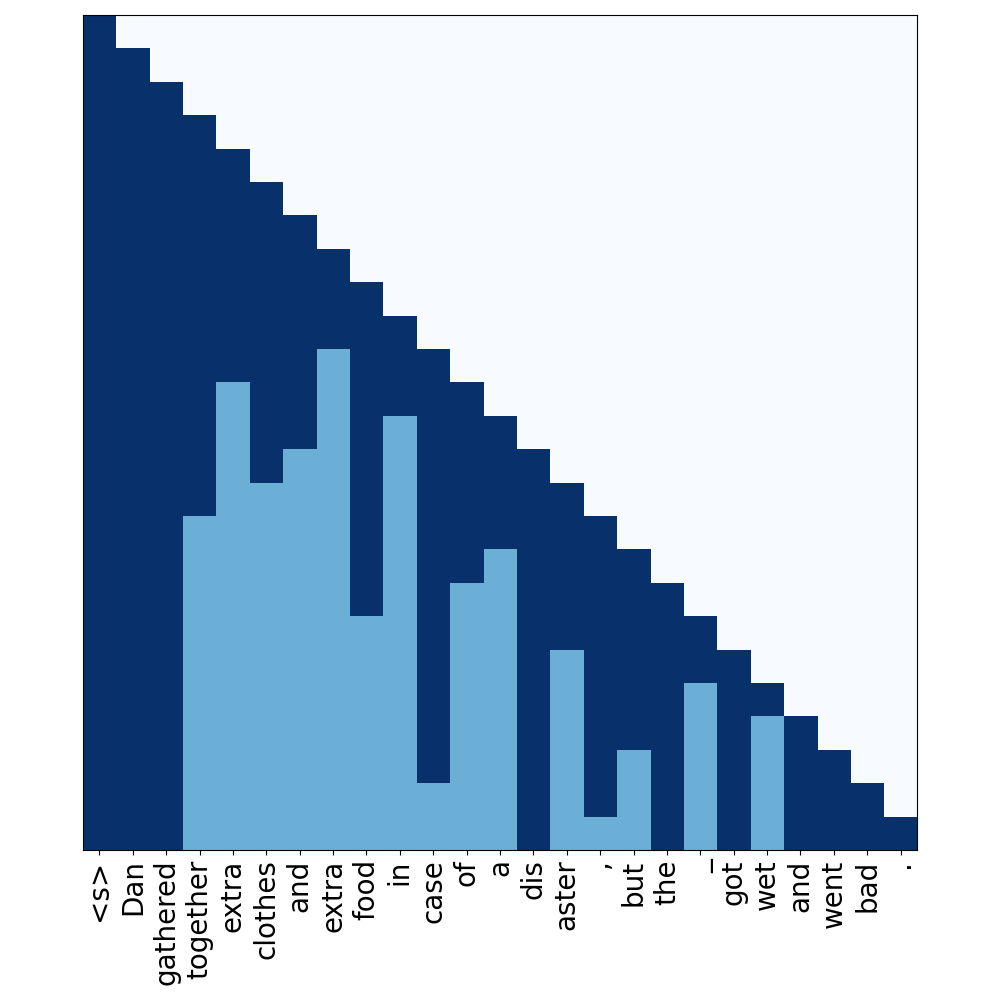 <s> Dan gathered together extra clothes and extra food in case of a dis aster , but the _ got wet and went bad .